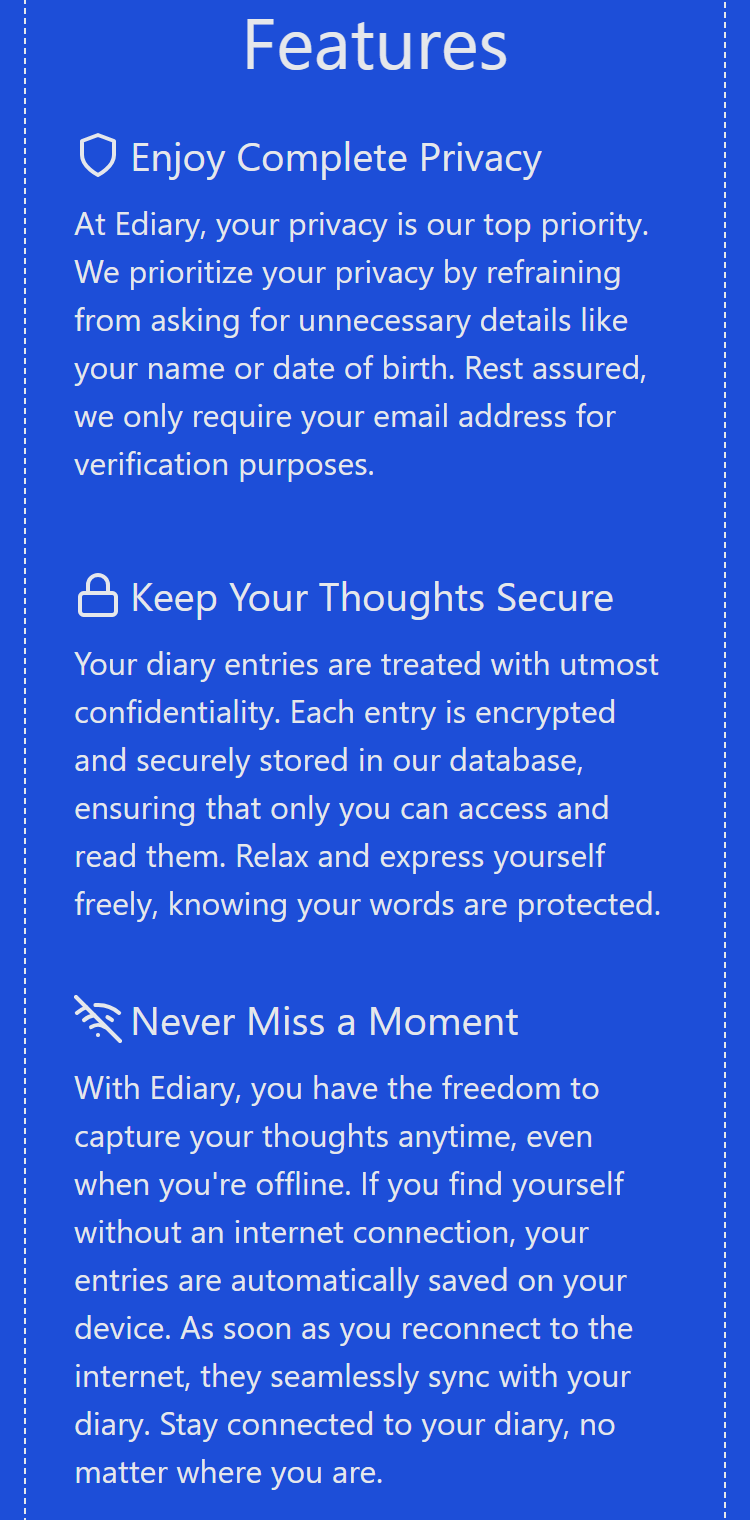 Features
Enjoy Complete Privacy
At Ediary, your privacy is our top priority.
We prioritize your privacy by refraining
from asking for unnecessary details like
your name or date of birth. Rest assured,
we only require your email address for
verification purposes.
Keep Your Thoughts Secure
Your diary entries are treated with utmost
confidentiality. Each entry is encrypted
and securely stored in our database,
ensuring that only you can access and
read them. Relax and express yourself
freely, knowing your words are protected.
Never Miss a Moment
With Ediary, you have the freedom to
capture your thoughts anytime, even
when you're offline. If you find yourself
without an internet connection, your
entries are automatically saved on your
device. As soon as you reconnect to the
internet, they seamlessly sync with your
diary. Stay connected to your diary, no
matter where you are.